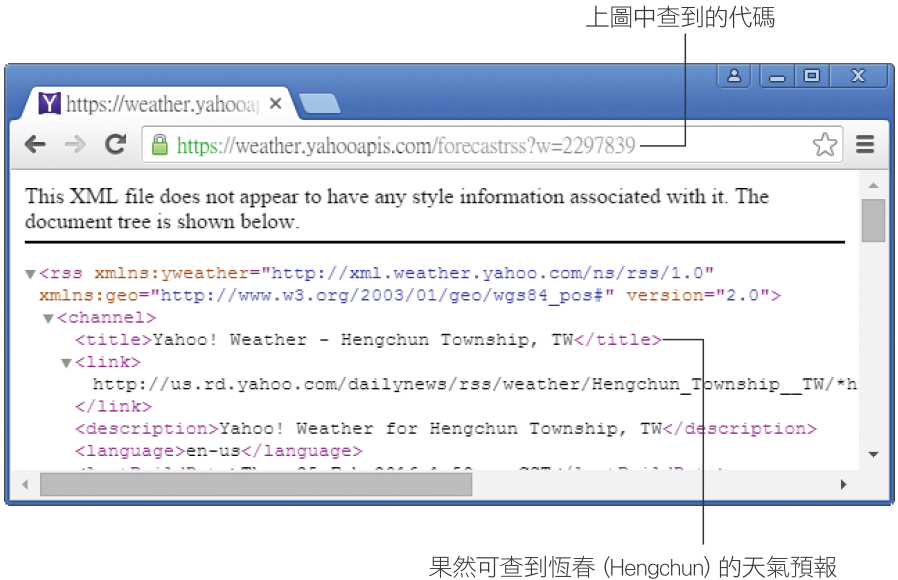 上圖中查到的代碼
https://weather.yahooap
https://weather.yahooapis.com/forecastrss?w=2297839
This XML file does not appear to have any style information associated with it. The
document tree is shown below.
▼<rss xmlns:yweather="http://xml.weather.yahoo.com/ns/rss/1.0"
xmlns:geo="http://www.w3.org/2003/01/geo/wgs84_pos#" version="2.0">
▼<channel>
<title>Yahoo! Weather - Hengchun Township, TW</title>
▼<link>
http://us.rd.yahoo.com/dailynews/rss/weather/Hengchun_Township__TW/*h
</link>
<description>Yahoo! Weather for Hengchun Township, TW</description>
<language>en-us</language>
果然可查到恆春 (Hengchun) 的天氣預報